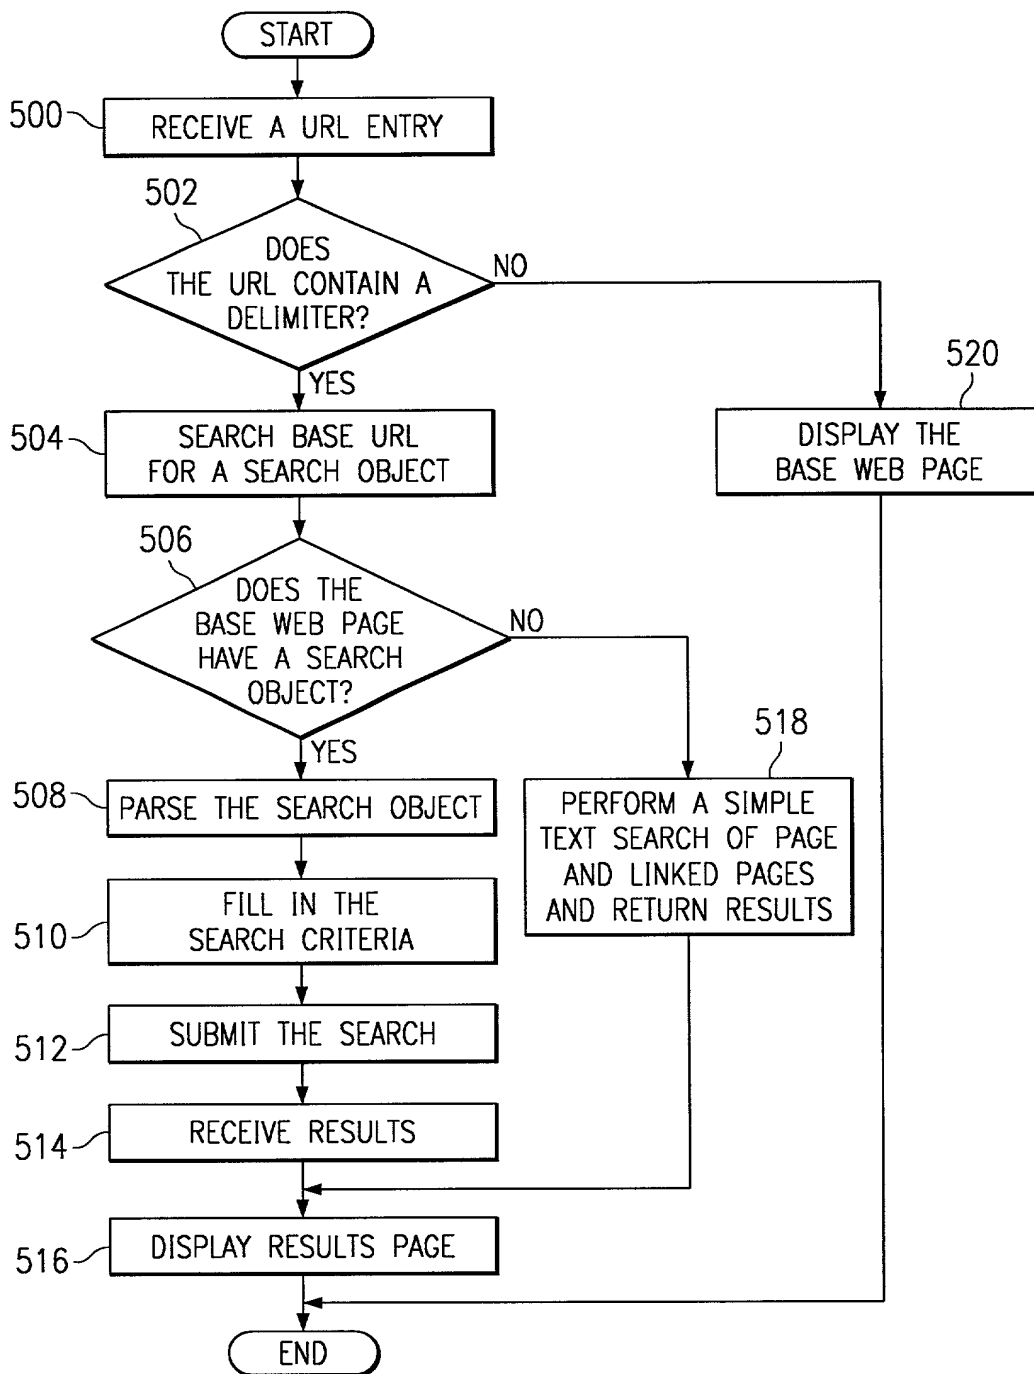 START
500
RECEIVE A URL ENTRY
502
DOES
THE URL CONTAIN A
DELIMITER?
NO
YES
504
SEARCH BASE URL
FOR A SEARCH OBJECT
520
DISPLAY THE
BASE WEB PAGE
506
DOES THE
BASE WEB PAGE
HAVE A SEARCH
OBJECT?
NO
YES
508
PARSE THE SEARCH OBJECT
518
PERFORM A SIMPLE
TEXT SEARCH OF PAGE
AND LINKED PAGES
AND RETURN RESULTS
510
FILL IN THE
SEARCH CRITERIA
512
SUBMIT THE SEARCH
514
RECEIVE RESULTS
516
DISPLAY RESULTS PAGE
END